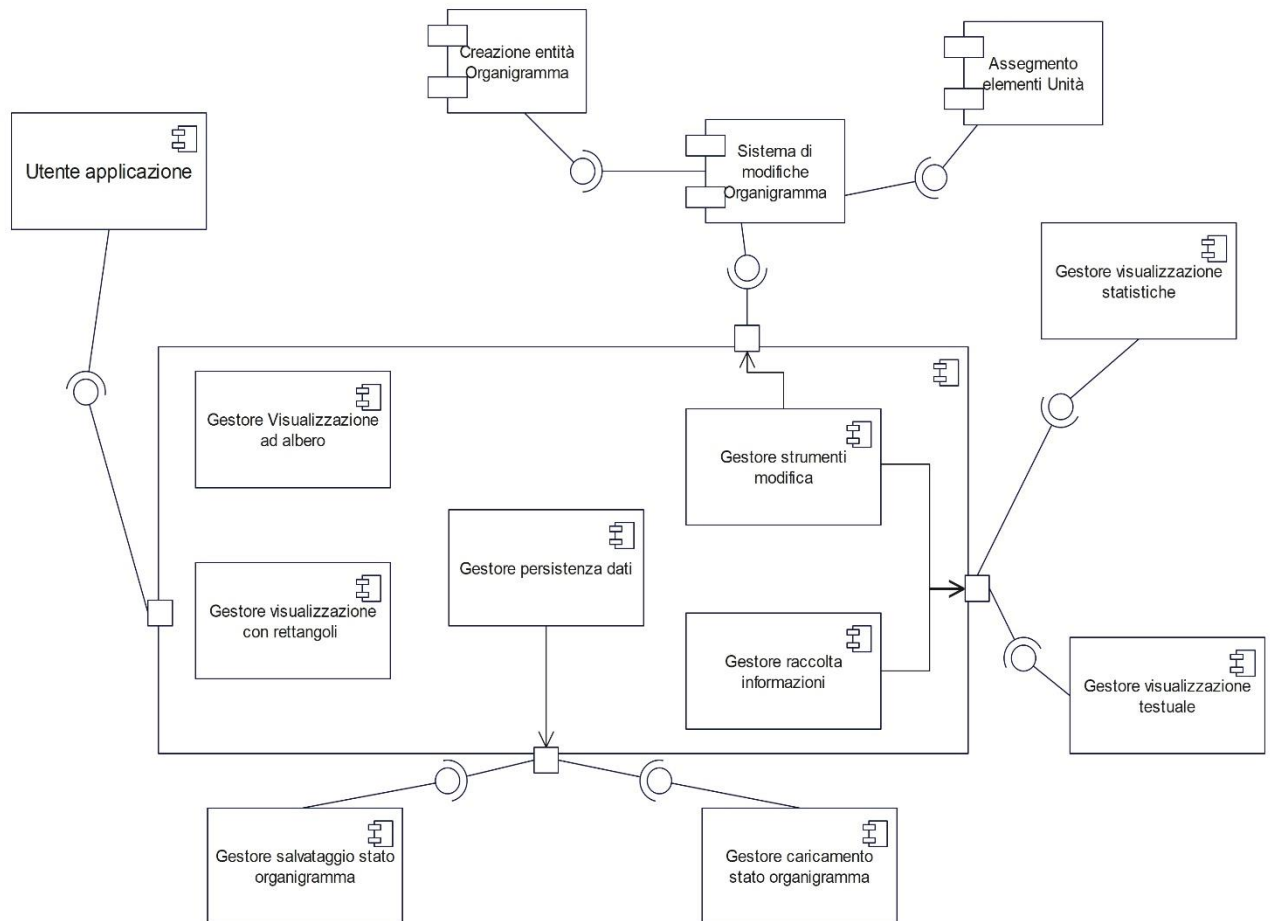 Creazione entità
Organigramma
Assegmento
elementi Unità
Utente applicazione
Sistema di
modifiche
Organigramma
Gestore visualizzazione
statistiche
Gestore Visualizzazione
ad albero
Gestore strumenti
modifica
Gestore persistenza dati
Gestore visualizzazione
con rettangoli
Gestore raccolta
informazioni
Gestore visualizzazione
testuale
Gestore salvataggio stato
organigramma
Gestore caricamento
stato organigramma